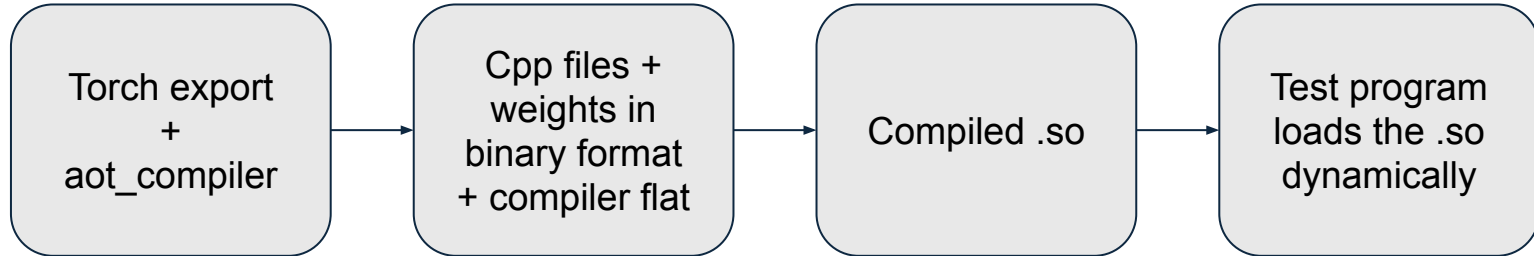 Torch export
+
aot_compiler
Cpp files +
weights in
binary format
+ compiler flat
Compiled .so
Test program
loads the .so
dynamically